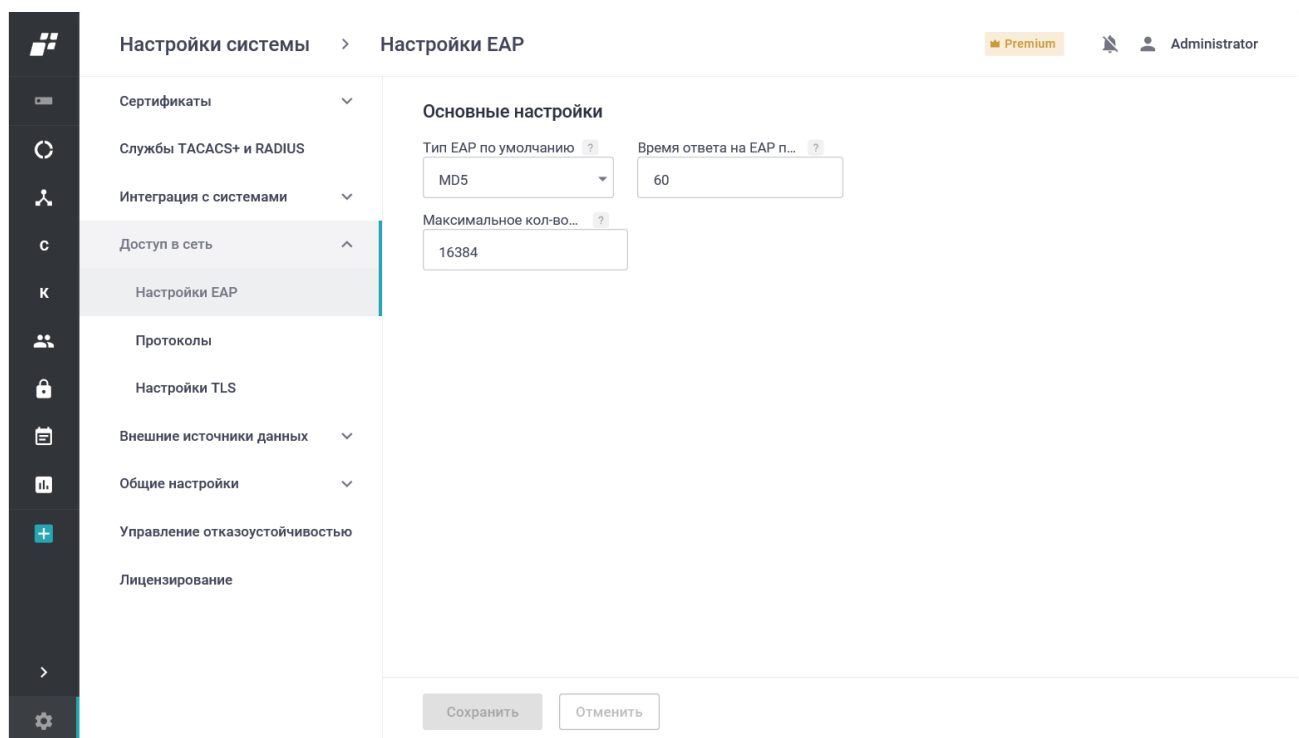 Настройки системы > Настройки EAP
Premium
Administrator
Сертификаты
Службы TACACS+ и RADIUS
Интеграция с системами
С
Доступ в сеть
К
Настройки EAP
Протоколы
Настройки TLS
Внешние источники данных
Общие настройки
Управление отказоустойчивостью
Лицензирование
Основные настройки
Тип EAP по умолчанию ?
Время ответа на EAP п... ?
MD5
60
Максимальное кол-во... ?
16384
Сохранить
Отменить